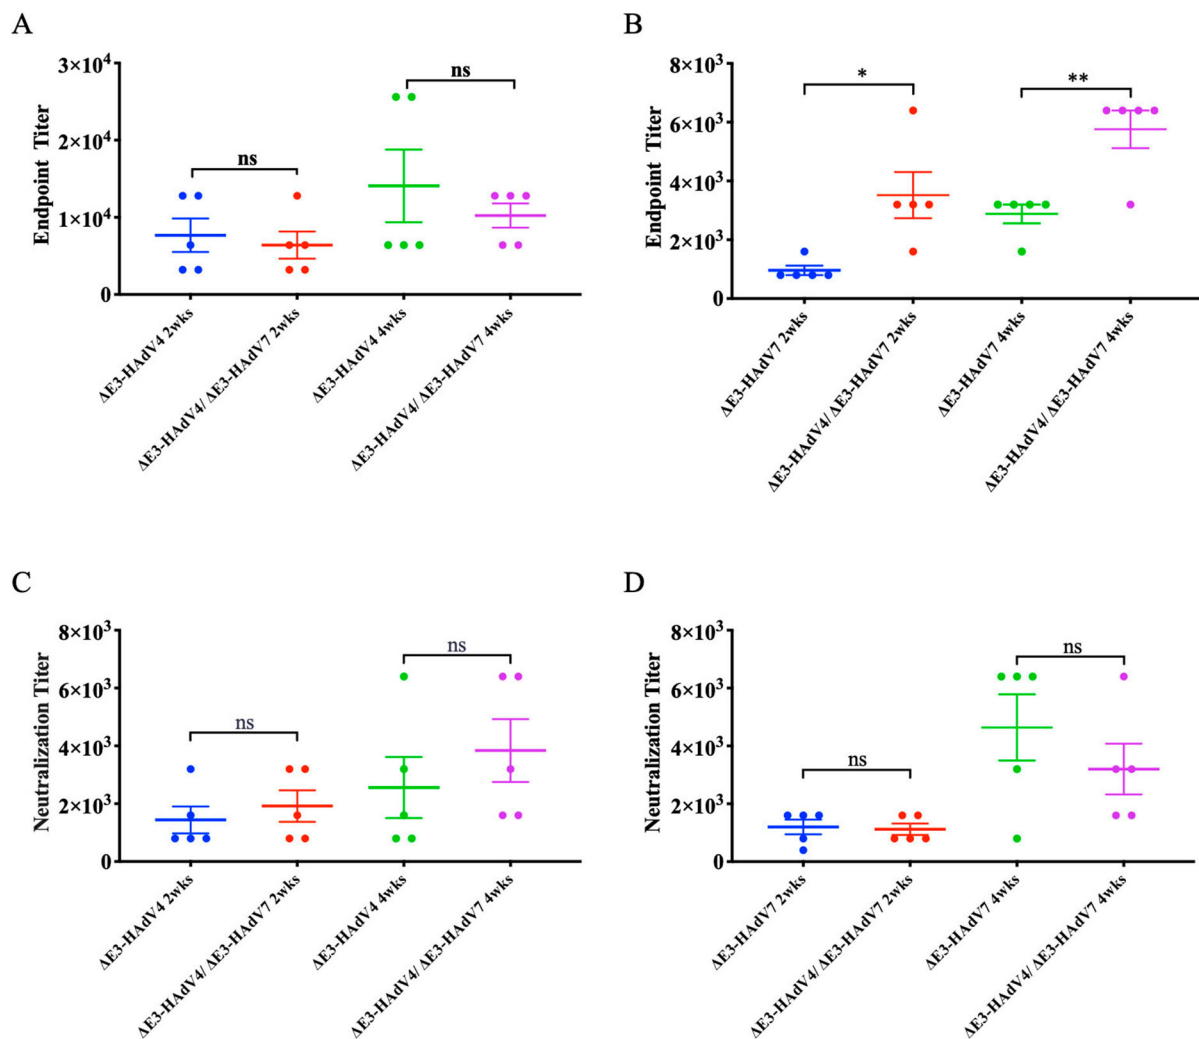 A
Endpoint Titer
3×10⁴
2×10⁴
1×10⁴
0
ns
ns
ΔE3-HAdV4 2wks
ΔE3-HAdV4/ ΔE3-HAdV7 2wks
ΔE3-HAdV4 4wks
ΔE3-HAdV4/ ΔE3-HAdV7 4wks
B
Endpoint Titer
8×10³
6×10³
4×10³
2×10³
0
*
**
ΔE3-HAdV7 2wks
ΔE3-HAdV4/ ΔE3-HAdV7 2wks
ΔE3-HAdV7 4wks
ΔE3-HAdV4/ ΔE3-HAdV7 4wks
C
Neutralization Titer
8×10³
6×10³
4×10³
2×10³
0
ns
ns
ΔE3-HAdV4 2wks
ΔE3-HAdV4/ ΔE3-HAdV7 2wks
ΔE3-HAdV4 4wks
ΔE3-HAdV4/ ΔE3-HAdV7 4wks
D
Neutralization Titer
8×10³
6×10³
4×10³
2×10³
0
ns
ns
ΔE3-HAdV7 2wks
ΔE3-HAdV4/ ΔE3-HAdV7 2wks
ΔE3-HAdV7 4wks
ΔE3-HAdV4/ ΔE3-HAdV7 4wks